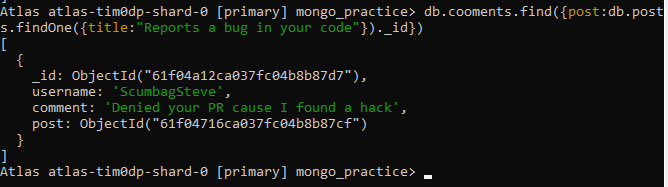 Atlas atlas-tim0dp-shard-0 [primary] mongo_practice> db.cooments.find({post:db.pos
ts.findOne({title:"Reports a bug in your code"})._id})
[
  {
    _id: ObjectId("61f04a12ca037fc04b8b87d7"),
    username: 'ScumbagSteve',
    comment: 'Denied your PR cause I found a hack',
    post: ObjectId("61f04716ca037fc04b8b87cf")
  }
]
Atlas atlas-tim0dp-shard-0 [primary] mongo_practice> _